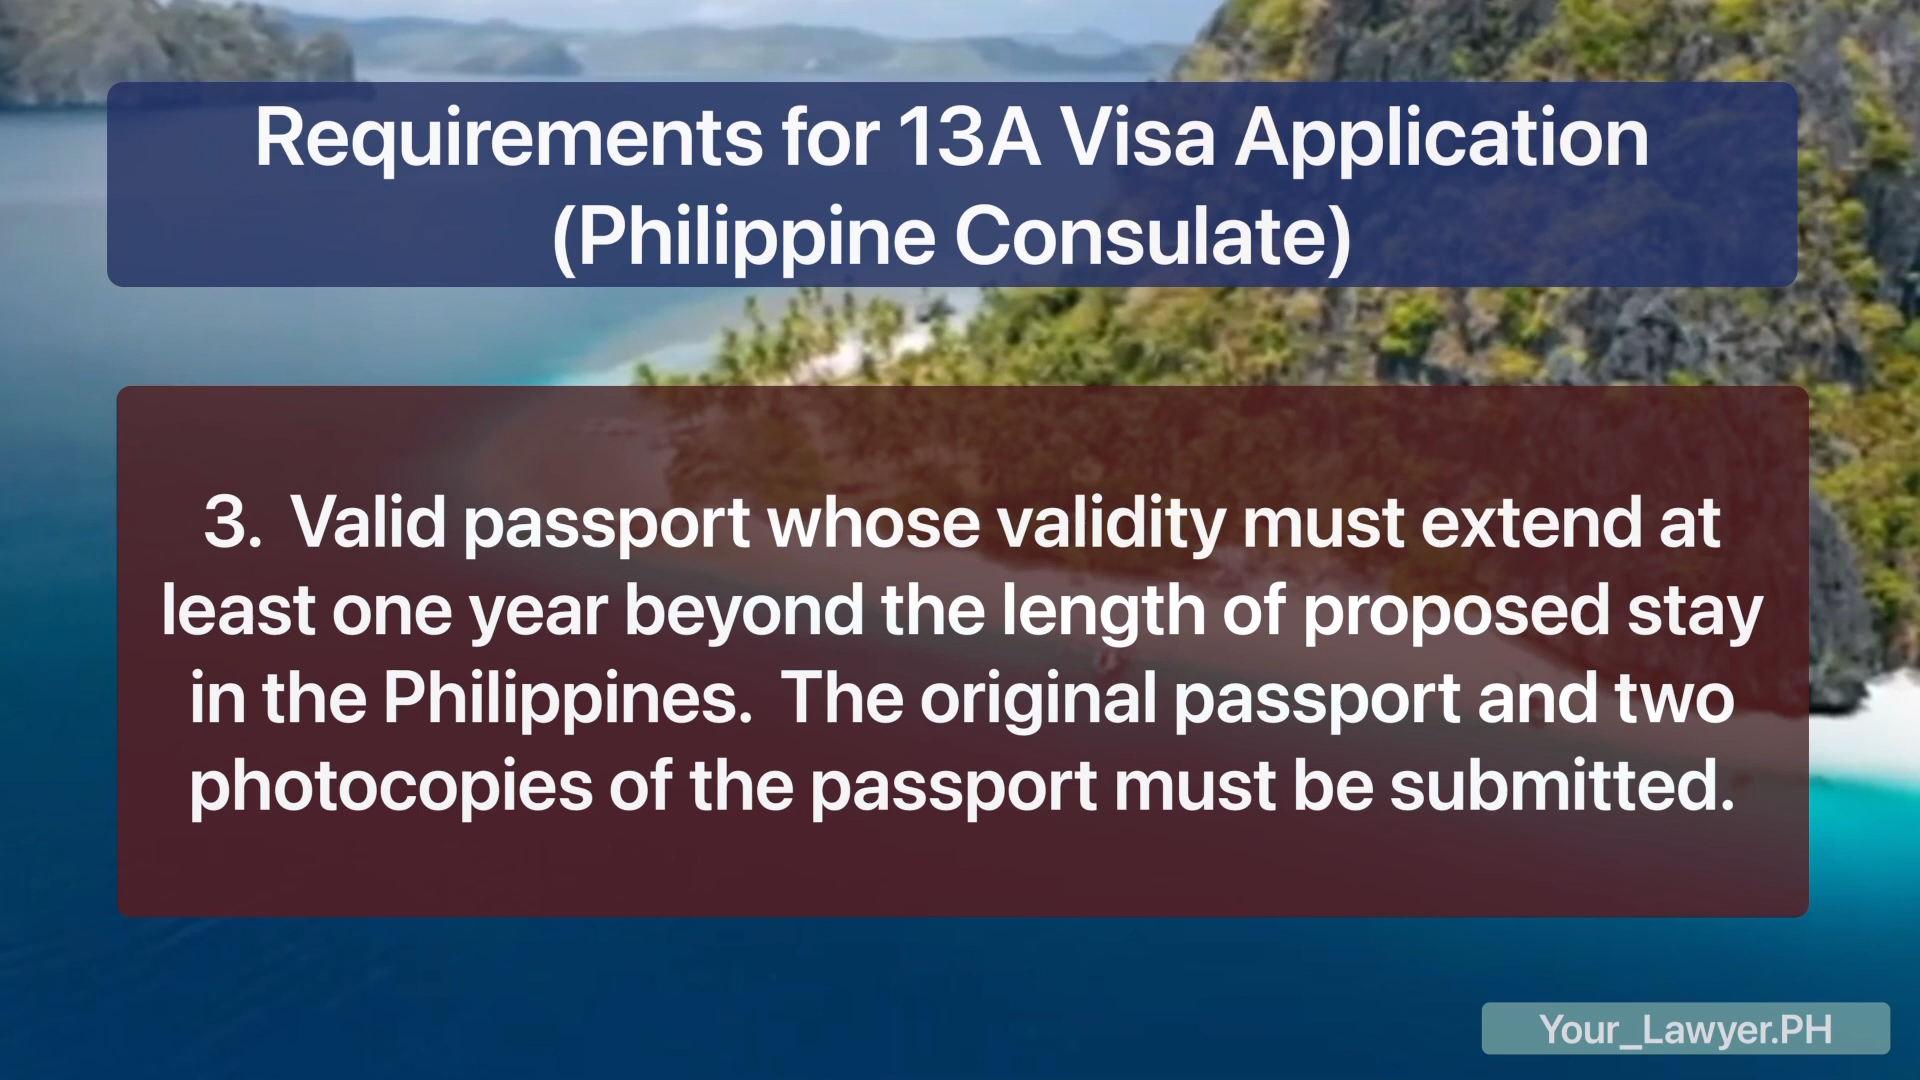 Requirements for 13A Visa Application
(Philippine Consulate)
3.  Valid passport whose validity must extend at
least one year beyond the length of proposed stay
in the Philippines.  The original passport and two
photocopies of the passport must be submitted.
Your_Lawyer.PH